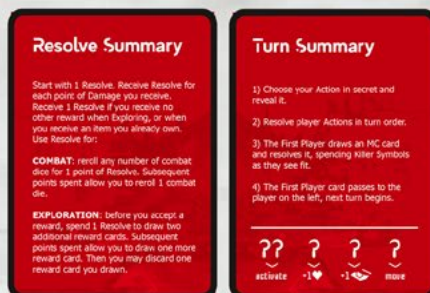 Resolve Summary
Start with 1 Resolve. Receive Resolve for
each point of Damage you receive.
Receive 1 Resolve if you receive no
other reward when Exploring, or when
you receive an item you already own.
Use Resolve for:
COMBAT: reroll any number of combat
dice for 1 point of Resolve. Subsequent
points spent allow you to reroll 1 combat
die.
EXPLORATION: before you accept a
reward, spend 1 Resolve to draw two
additional reward cards. Subsequent
points spent allow you to draw one more
reward card. Then you may discard one
reward card you drawn.
Turn Summary
1) Choose your Action in secret and
reveal it.
2) Resolve player Actions in turn order.
3) The First Player draws an MC card
and resolves it, spending Killer Symbols
as they see fit.
4) The First Player card passes to the
player on the left, next turn begins.
?? ? ? ?
activate -1 -1 move